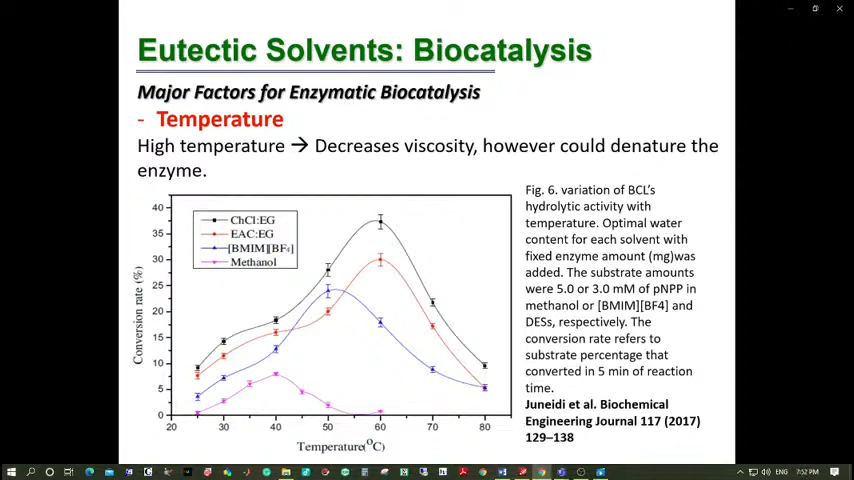 Eutectic Solvents: Biocatalysis
Major Factors for Enzymatic Biocatalysis
- Temperature
High temperature → Decreases viscosity, however could denature the
enzyme.
40
35
30
25
20
15
10
5
0
Conversion rate (%)
ChCl:EG
EAC:EG
[BMIM][BF4]
Methanol
20 30 40 50 60 70 80
Temperature(°C)
Fig. 6. variation of BCL's
hydrolytic activity with
temperature. Optimal water
content for each solvent with
fixed enzyme amount (mg)was
added. The substrate amounts
were 5.0 or 3.0 mM of pNPP in
methanol or [BMIM][BF4] and
DESs, respectively. The
conversion rate refers to
substrate percentage that
converted in 5 min of reaction
time.
Juneidi et al. Biochemical
Engineering Journal 117 (2017)
129–138
ENG 7:52 PM